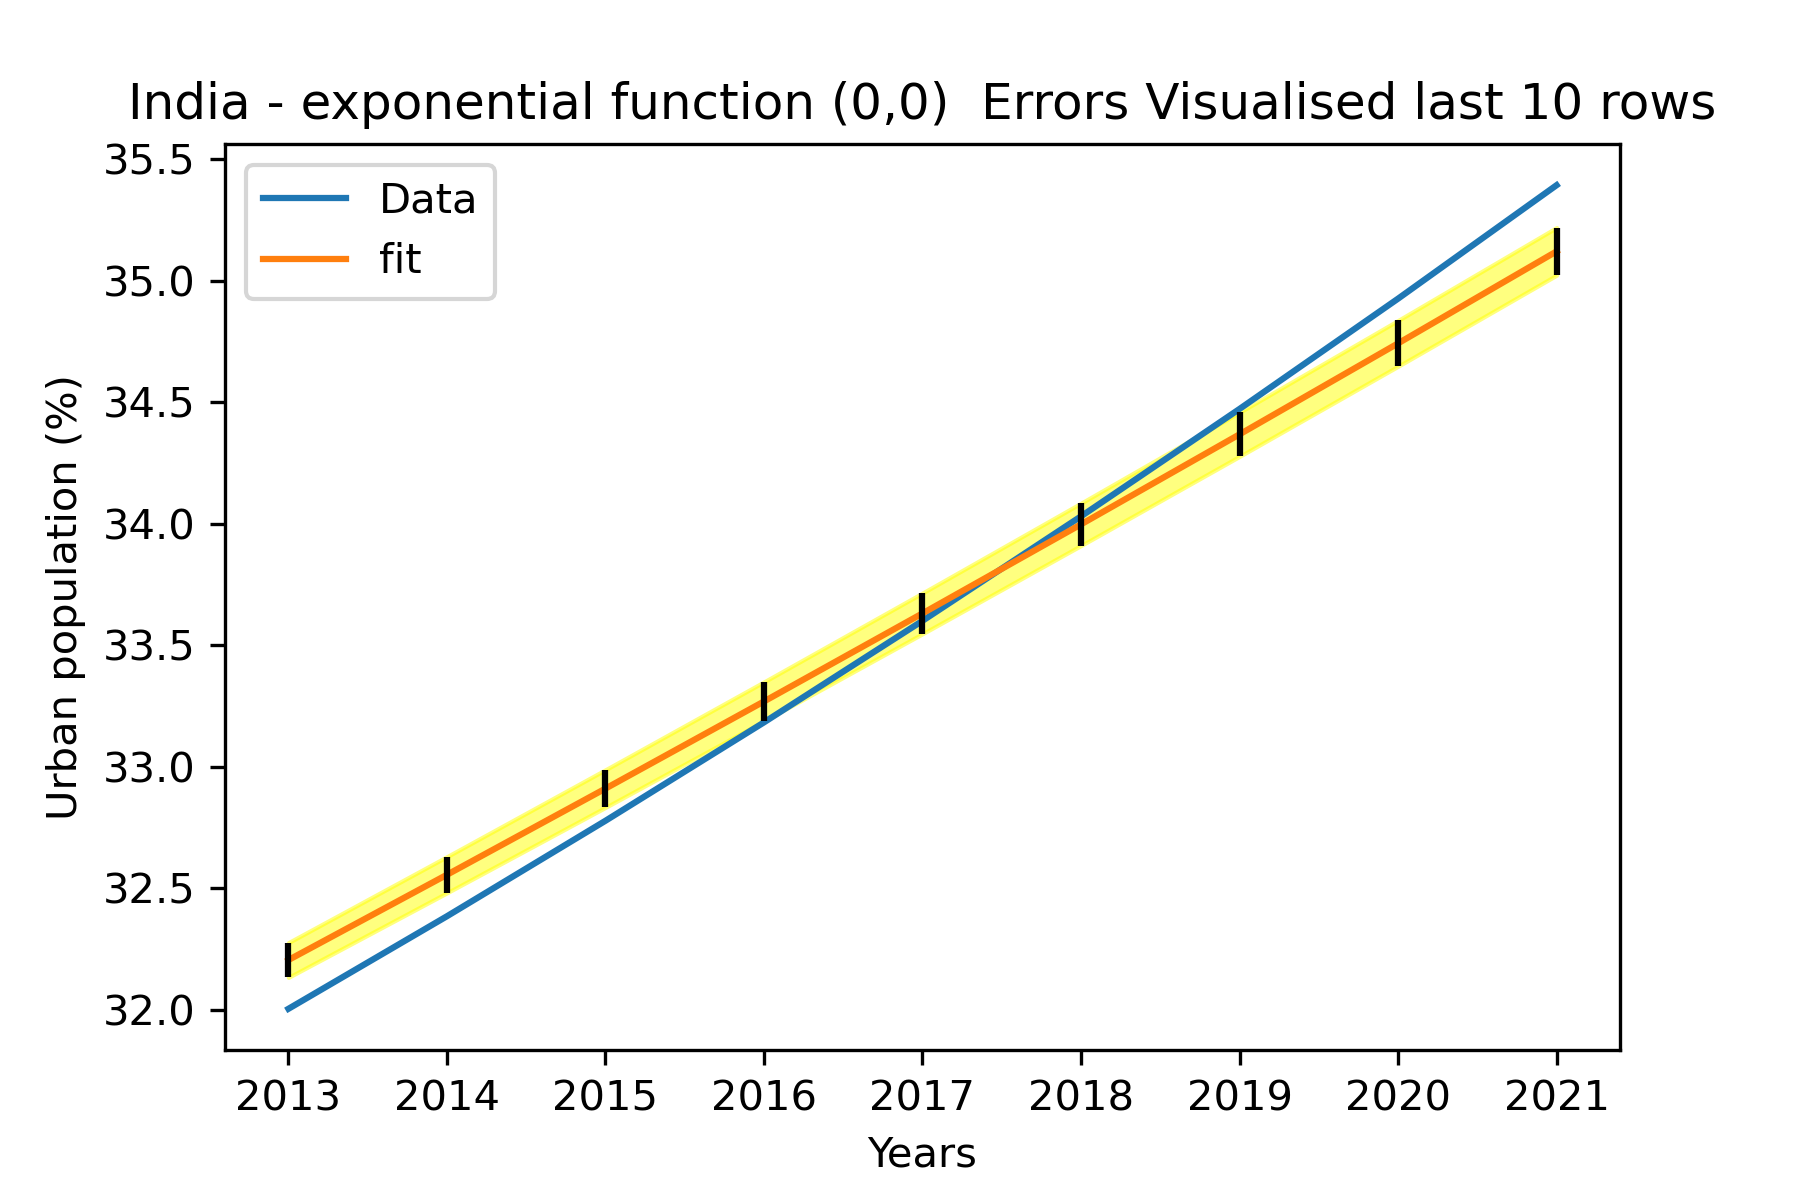 India - exponential function (0,0)  Errors Visualised last 10 rows
Data
fit
Urban population (%)
35.5
35.0
34.5
34.0
33.5
33.0
32.5
32.0
2013 2014 2015 2016 2017 2018 2019 2020 2021
Years